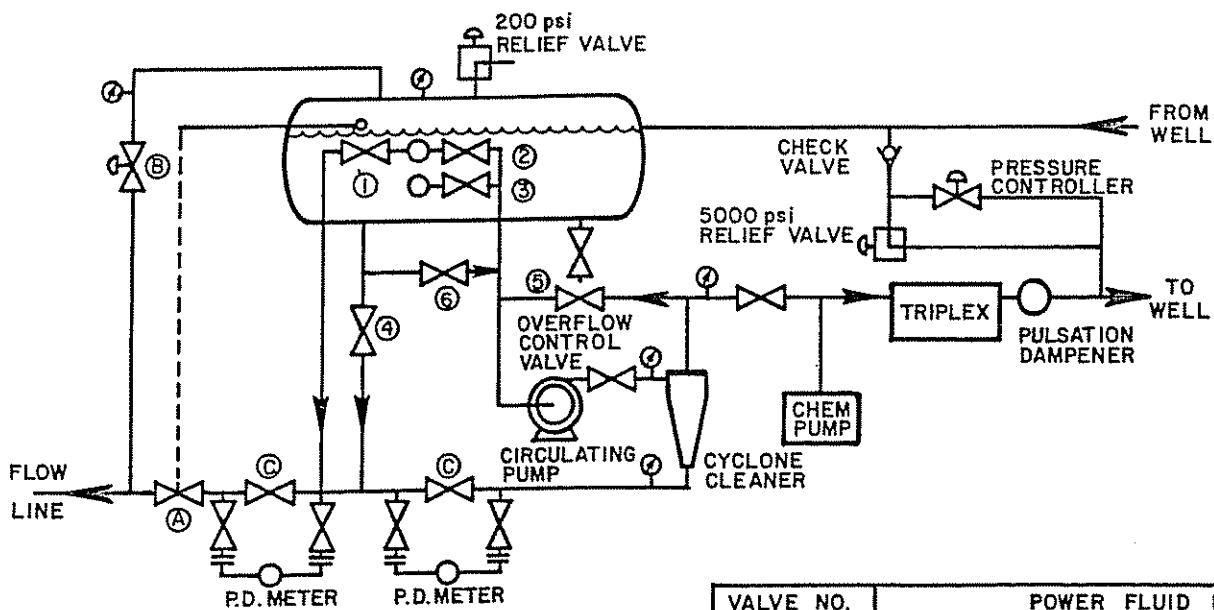 200 psi
RELIEF VALVE
FROM
WELL
CHECK
VALVE
PRESSURE
CONTROLLER
B
1
2
3
5000 psi
RELIEF VALVE
5
6
4
OVERFLOW
CONTROL
VALVE
TRIPLEX
TO
WELL
PULSATION
DAMPENER
CHEM
PUMP
CIRCULATING
PUMP
CYCLONE
CLEANER
FLOW
LINE
A
C
C
P.D. METER
P.D. METER
VALVE NO.
POWER FLUID